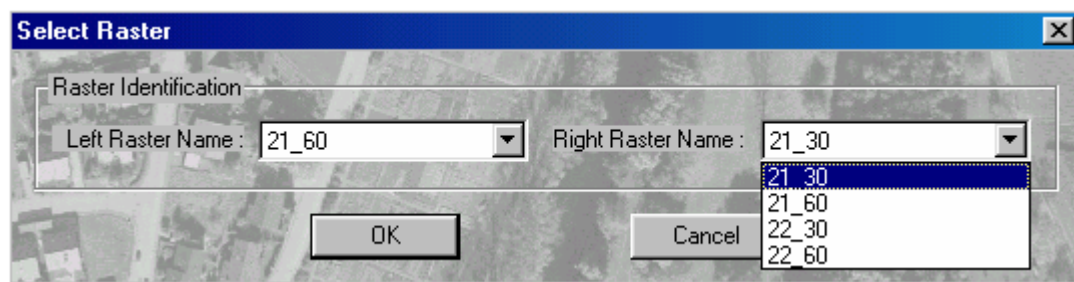 Select Raster
Raster Identification
Left Raster Name : 21_60 Right Raster Name : 21_30
21_30
21_60
22_30
22_60
OK Cancel